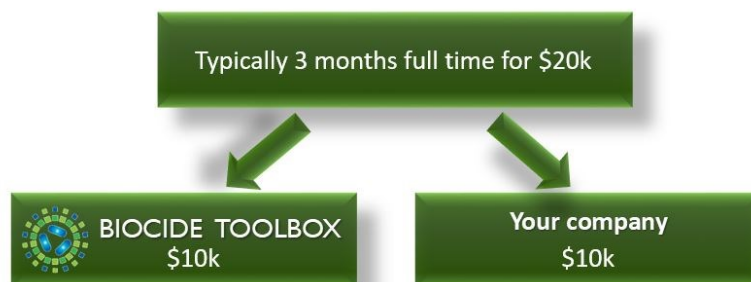 Typically 3 months full time for $20k
BIOCIDE TOOLBOX
$10k
Your company
$10k